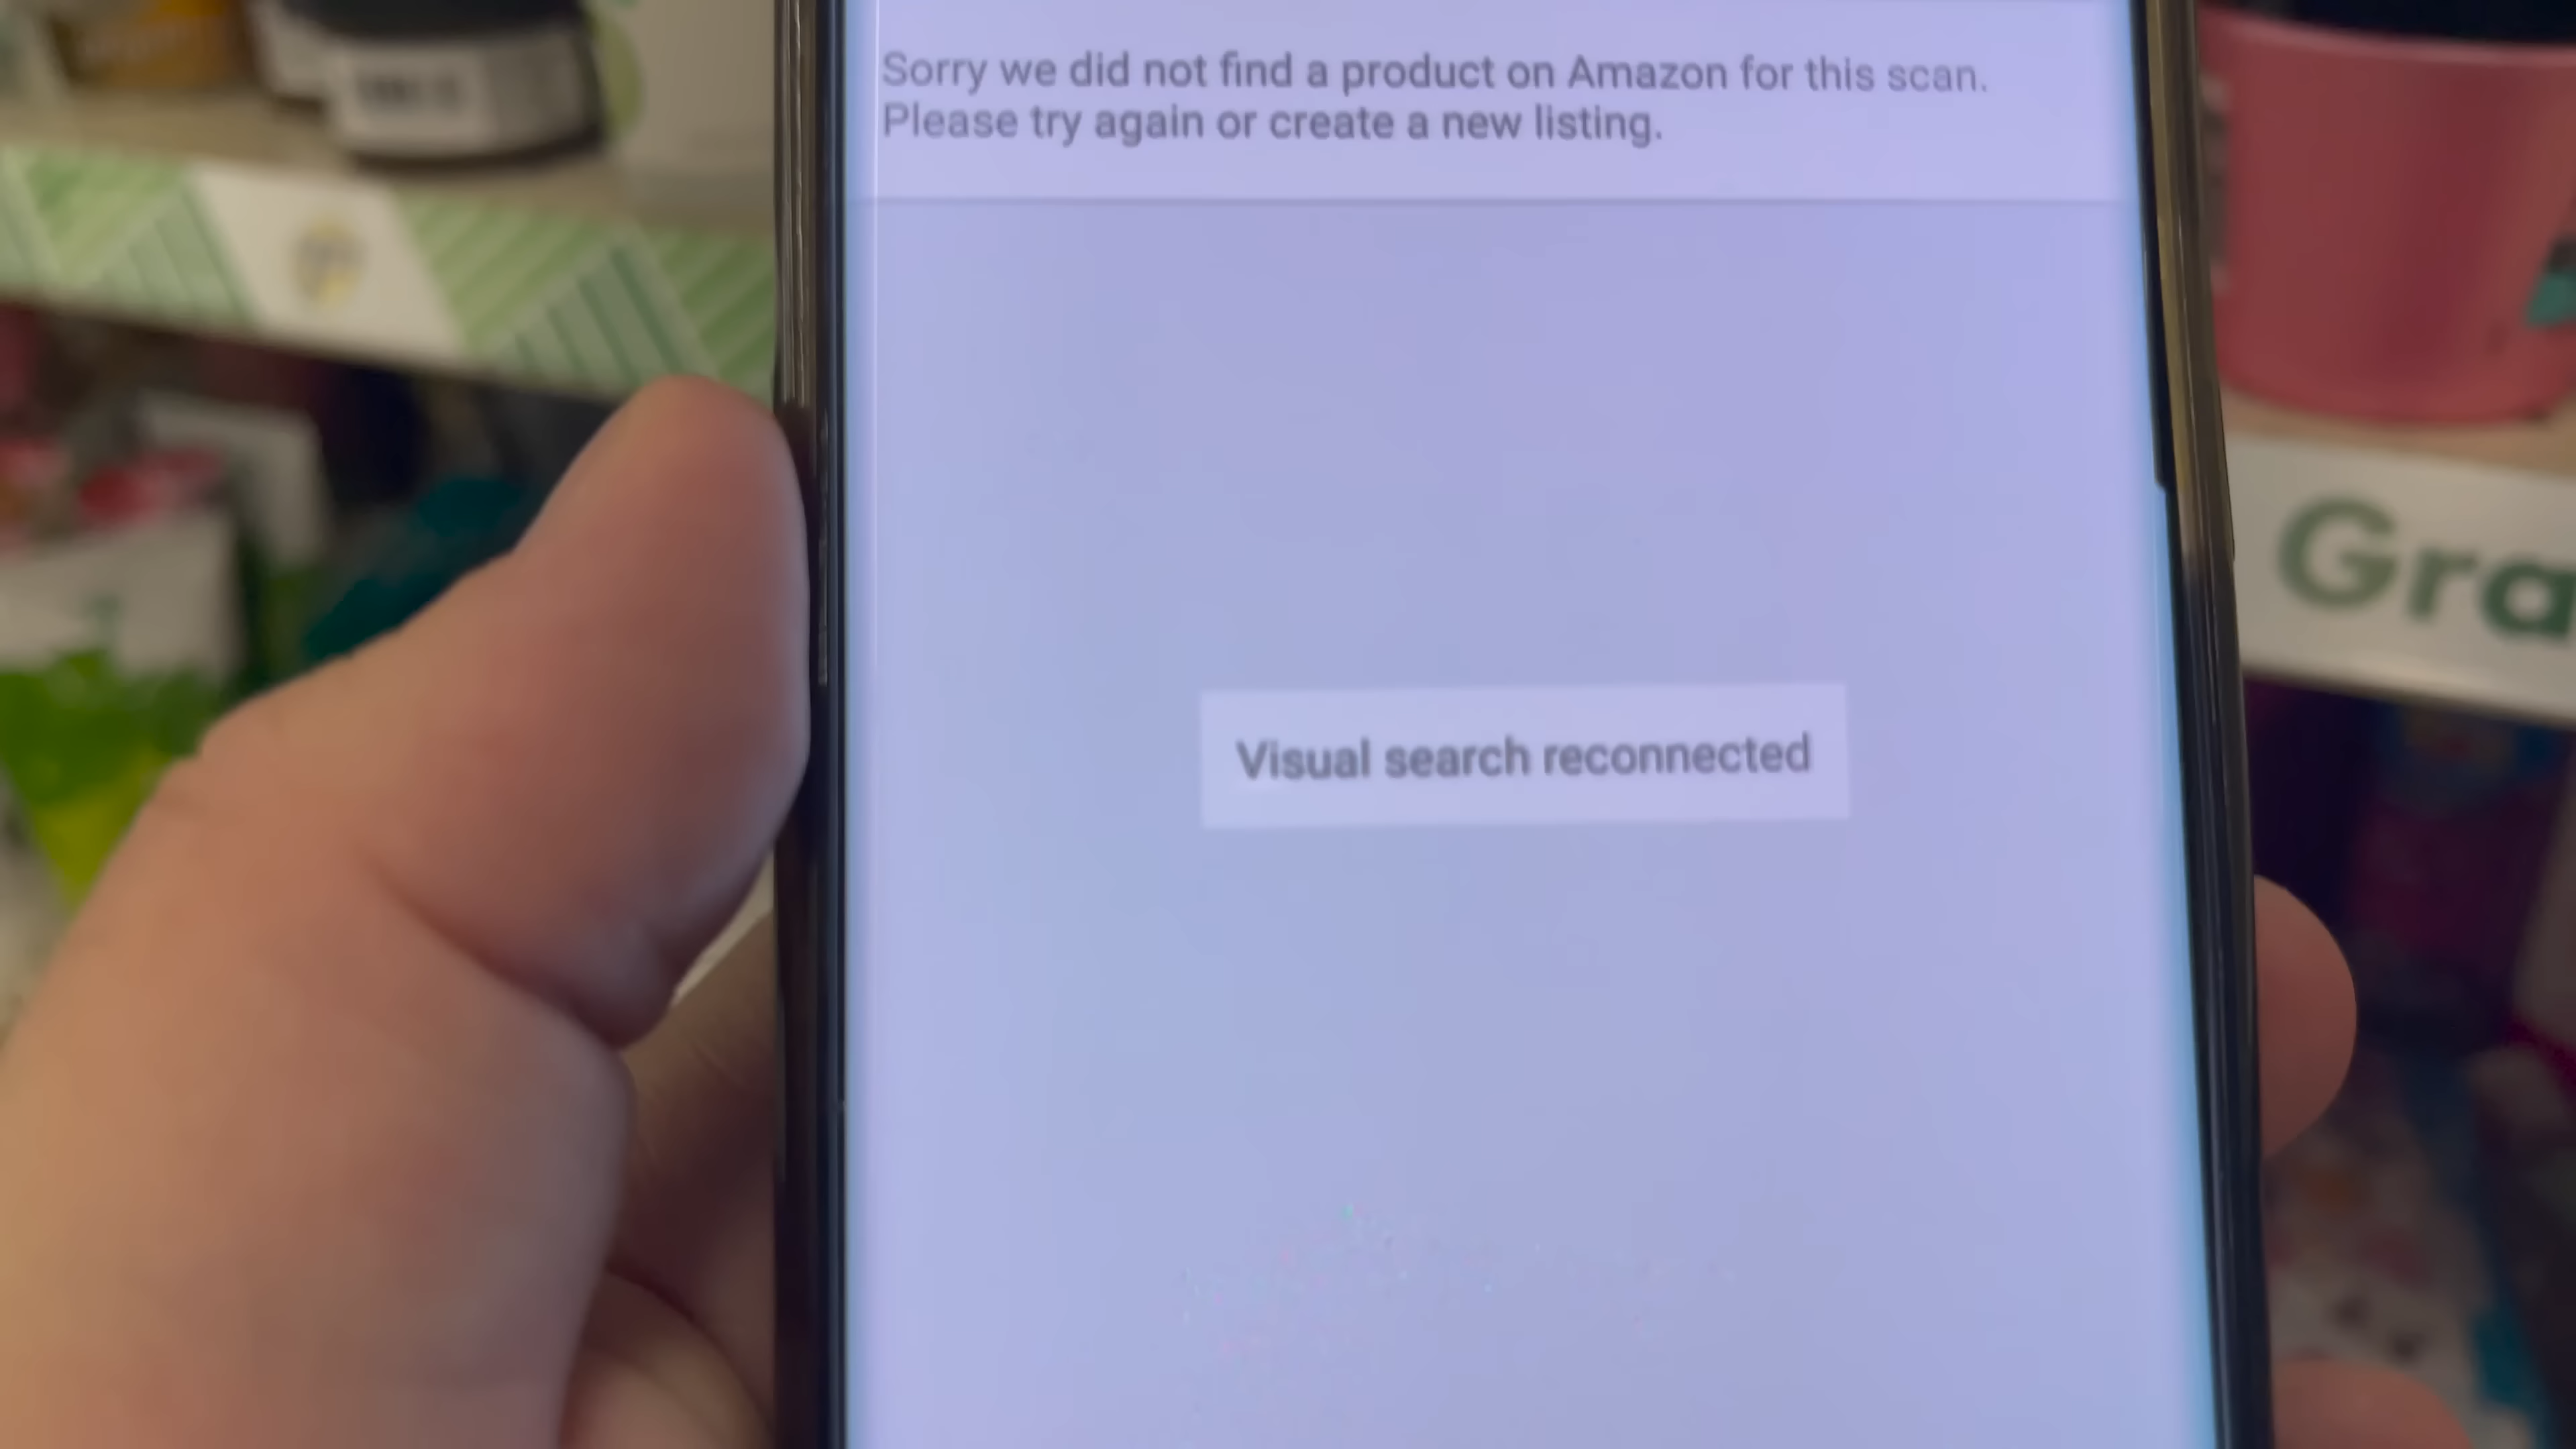 Sorry we did not find a product on Amazon for this scan.
Please try again or create a new listing.
Visual search reconnected
Gra